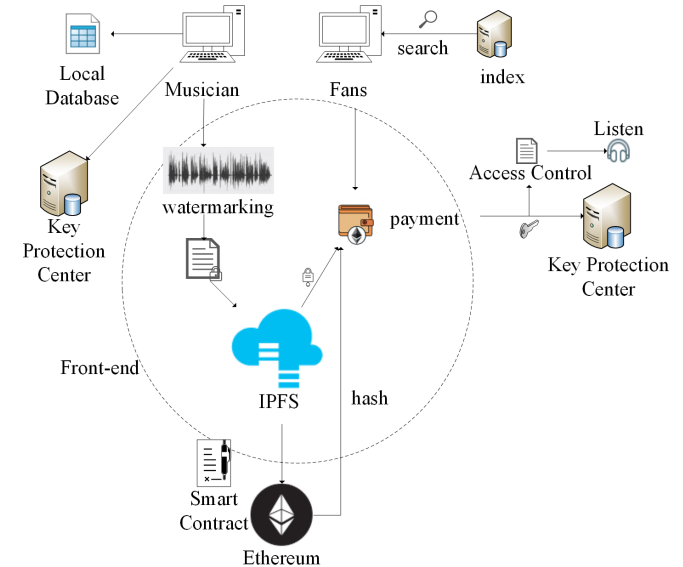 search
index
Local
Database
Musician
Fans
Listen
Access Control
watermarking
payment
Key
Protection
Center
Key Protection
Center
Front-end
IPFS
hash
Smart
Contract
Ethereum